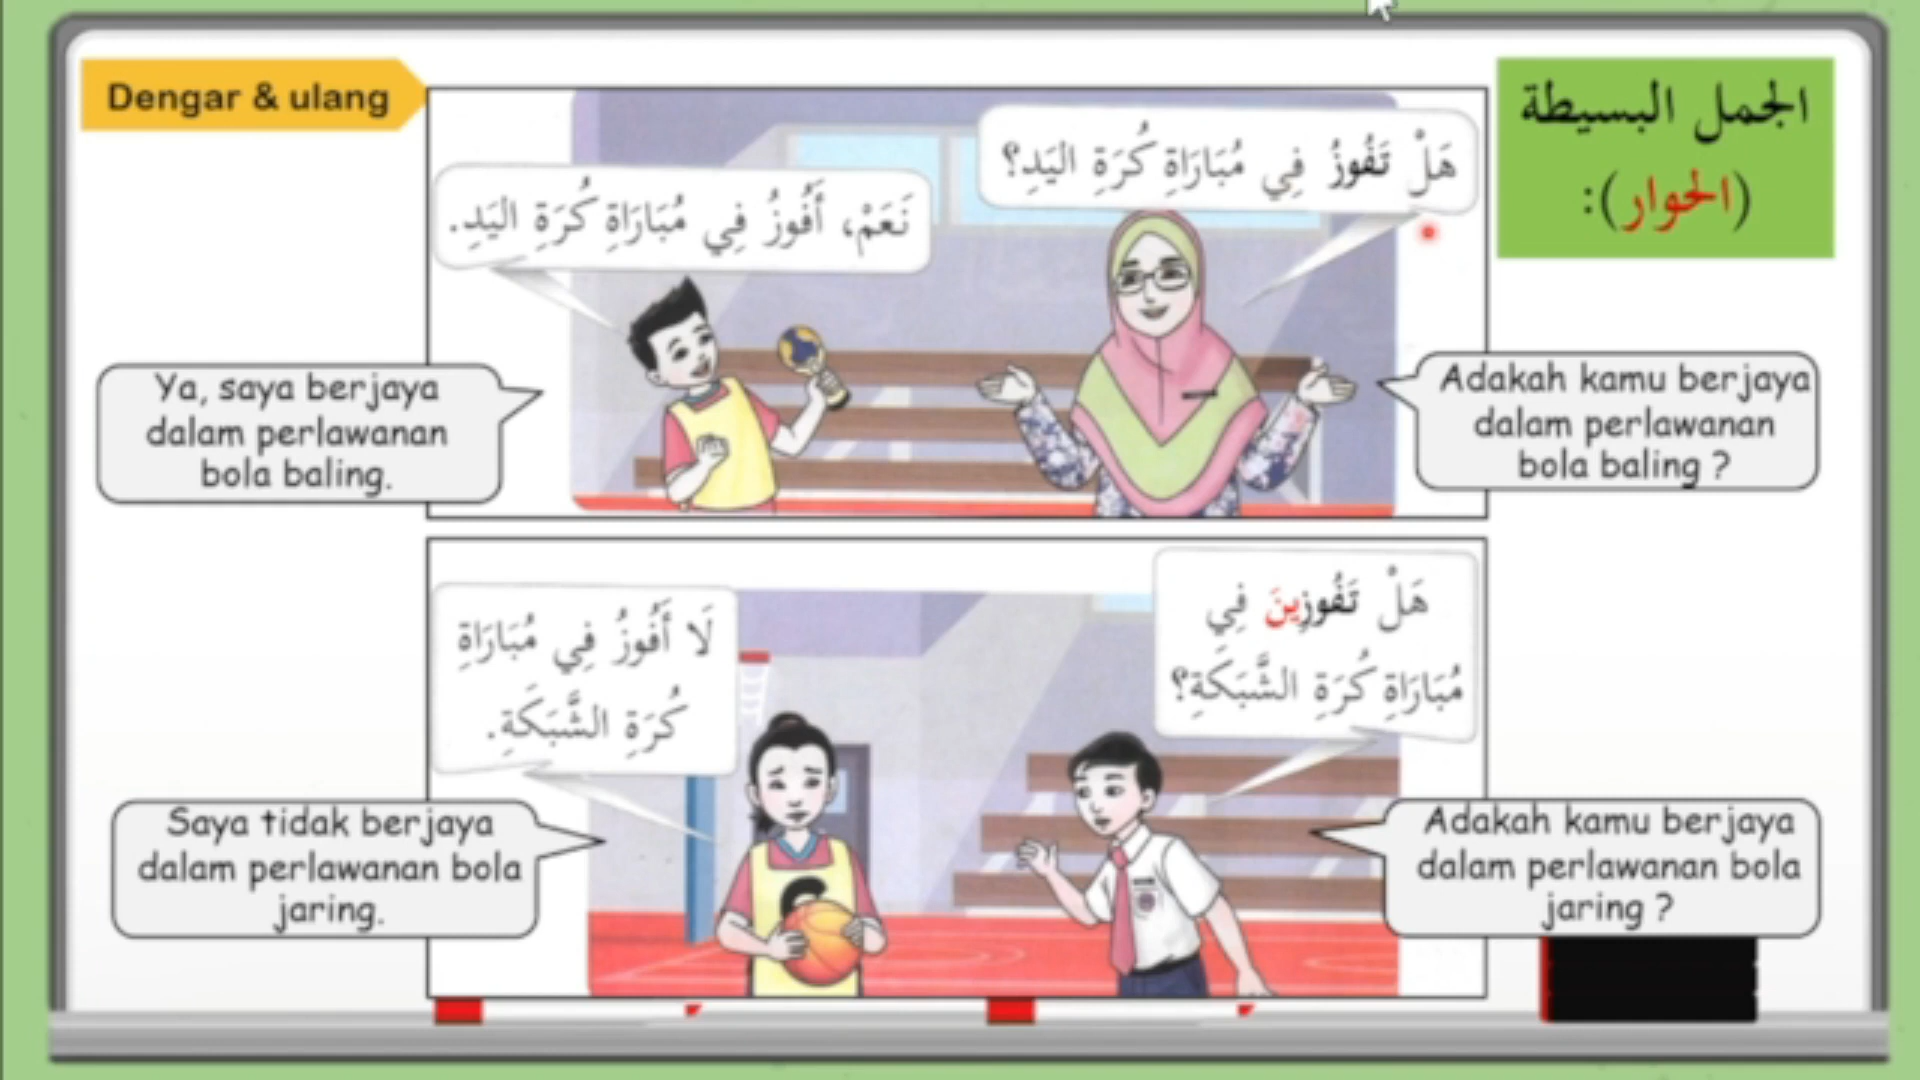 Dengar & ulang
الجمل البسيطة
(الحوار):
هَلْ تَفُوزُ فِي مُبَارَاةِ كُرَةِ اليَدِ؟
نَعَمْ، أَفُوزُ فِي مُبَارَاةِ كُرَةِ اليَدِ.
Adakah kamu berjaya
dalam perlawanan
bola baling ?
Ya, saya berjaya
dalam perlawanan
bola baling.
هَلْ تَفُوزِينَ فِي
مُبَارَاةِ كُرَةِ الشَّبَكَةِ؟
لَا أَفُوزُ فِي مُبَارَاةِ
كُرَةِ الشَّبَكَةِ.
Adakah kamu berjaya
dalam perlawanan bola
jaring ?
Saya tidak berjaya
dalam perlawanan bola
jaring.